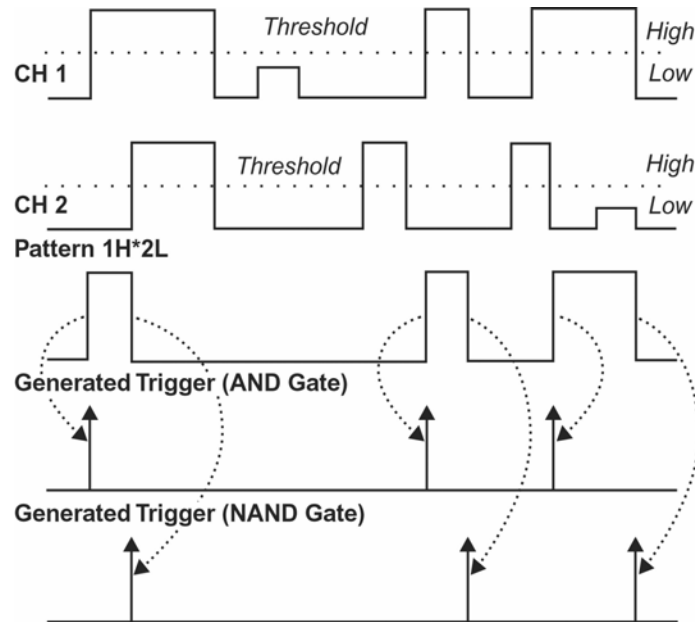 Threshold
High
CH 1
Low
Threshold
High
CH 2
Low
Pattern 1H*2L
Generated Trigger (AND Gate)
Generated Trigger (NAND Gate)